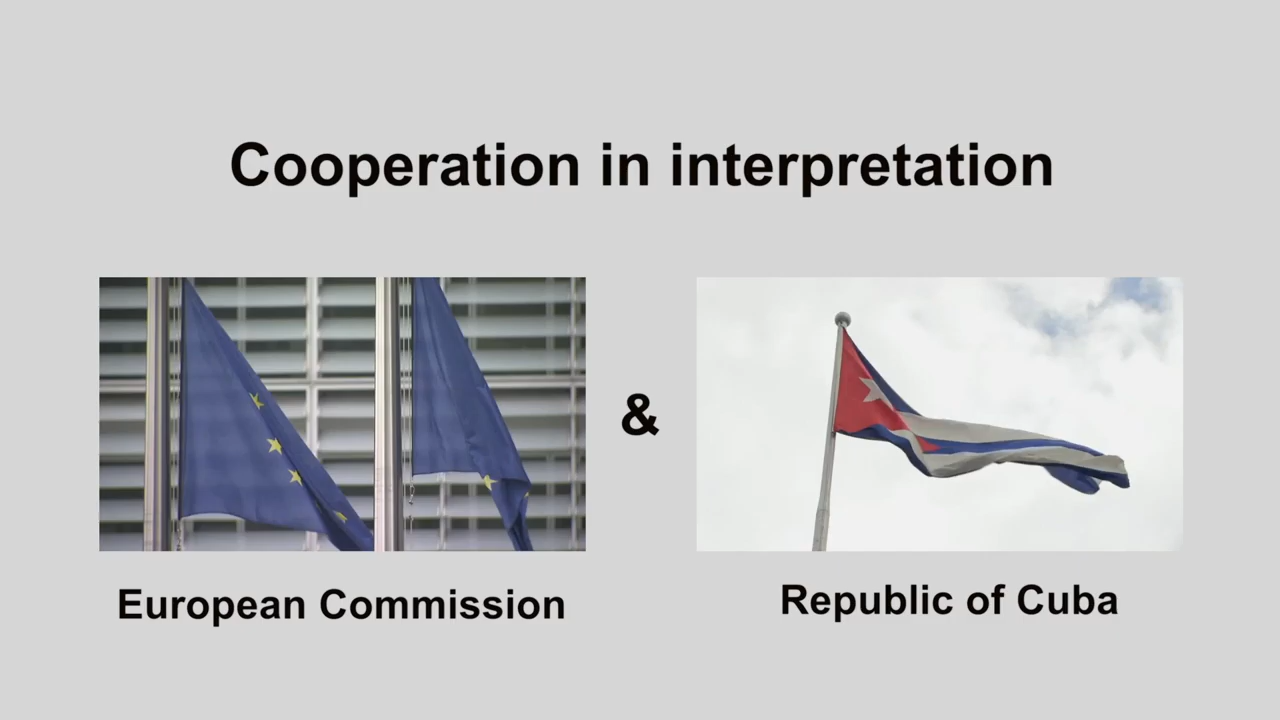 Cooperation in interpretation
&
European Commission
Republic of Cuba